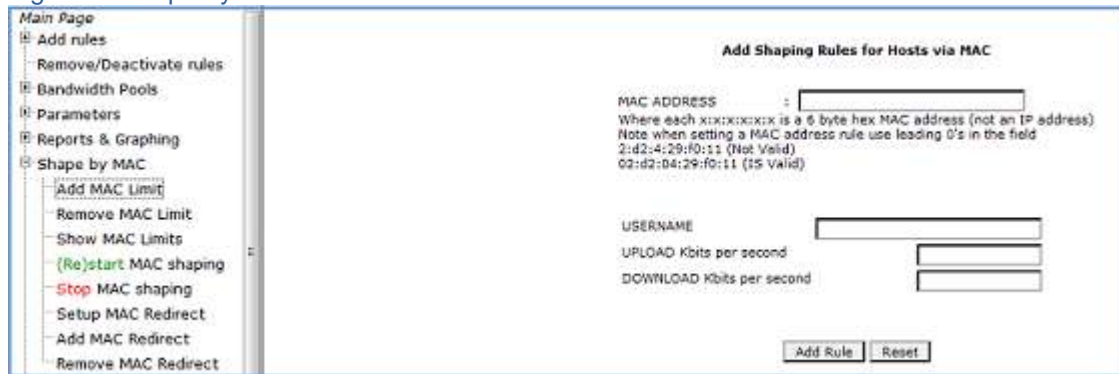 Main Page
Add rules
Remove/Deactivate rules
Bandwidth Pools
Parameters
Reports & Graphing
Shape by MAC
Add MAC Limit
Remove MAC Limit
Show MAC Limits
(Re)start MAC shaping
Stop MAC shaping
Setup MAC Redirect
Add MAC Redirect
Remove MAC Redirect
Add Shaping Rules for Hosts via MAC
MAC ADDRESS :
Where each x:x:x:x:x:x is a 6 byte hex MAC address (not an IP address)
Note when setting a MAC address rule use leading 0's in the field
2:d2:4:29:f0:11 (Not Valid)
02:d2:04:29:f0:11 (IS Valid)
USERNAME
UPLOAD Kbits per second
DOWNLOAD Kbits per second
Add Rule Reset